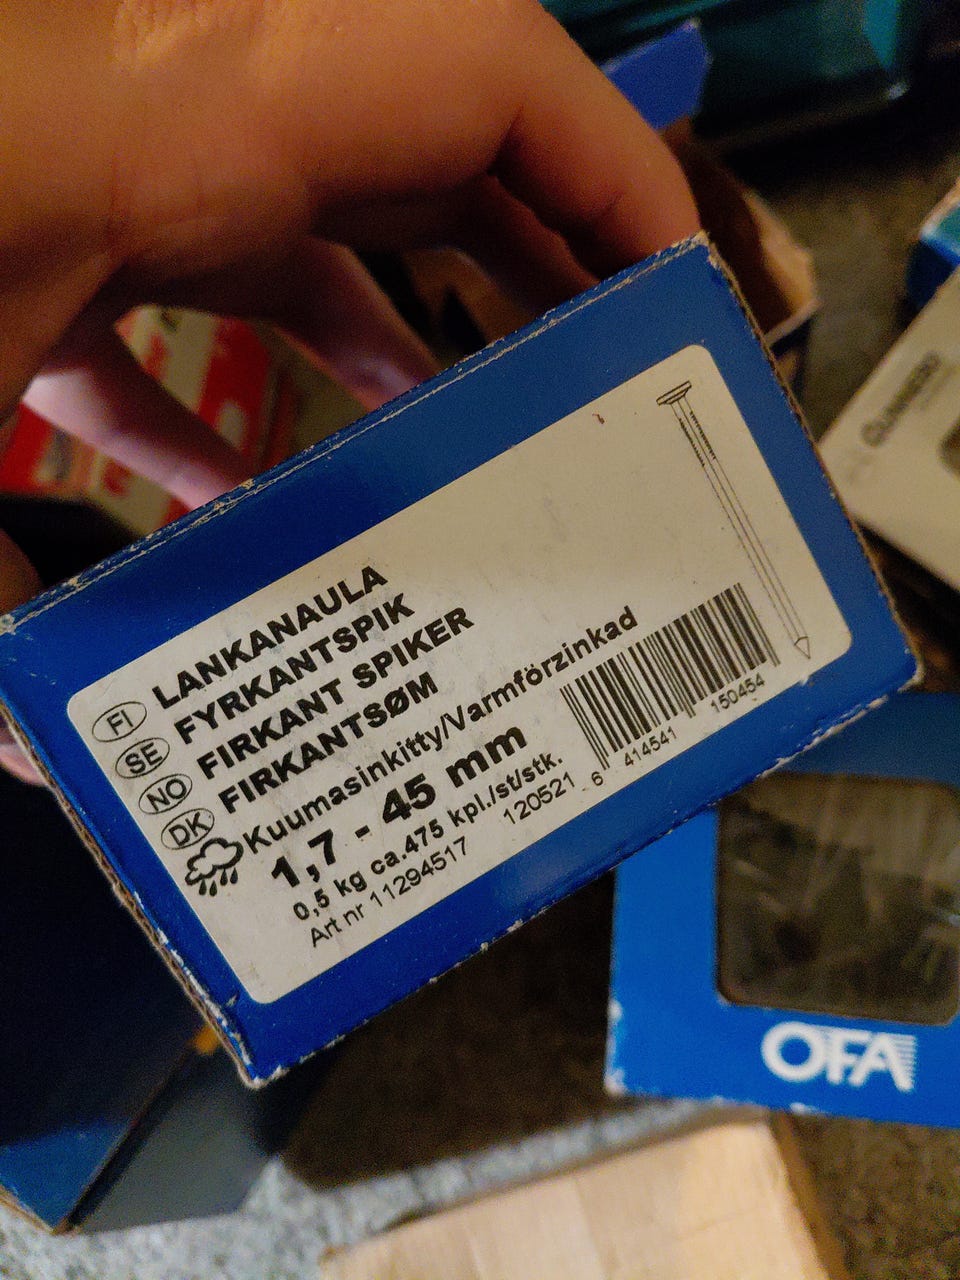 FI LANKANAULA
SE FYRKANTSPIK
NO FIRKANT SPIKER
DK FIRKANTSØM
Kuumasinkitty/Varmförzinkad
1,7 - 45 mm
0,5 kg ca.475 kpl./st/stk.
Art nr 11294517
120521
6 414541 150454
OFA
GUNNEBO